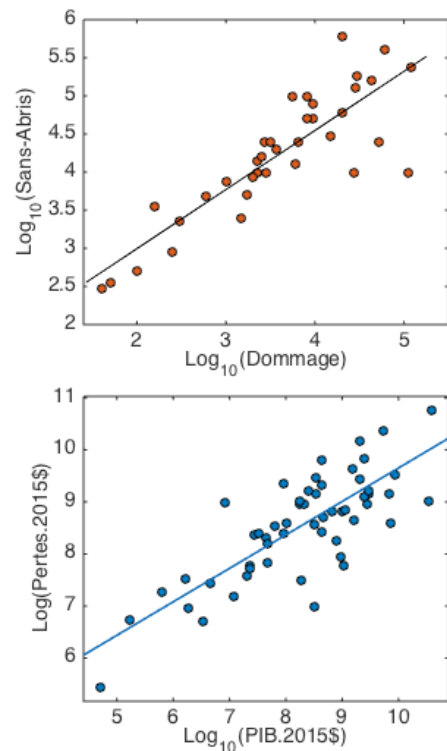 6
5.5
5
4.5
4
3.5
3
2.5
2
Log10(Sans-Abris)
2 3 4 5
Log10(Dommage)
11
10
9
8
7
6
Log(Pertes.2015$)
5 6 7 8 9 10
Log10(PIB.2015$)